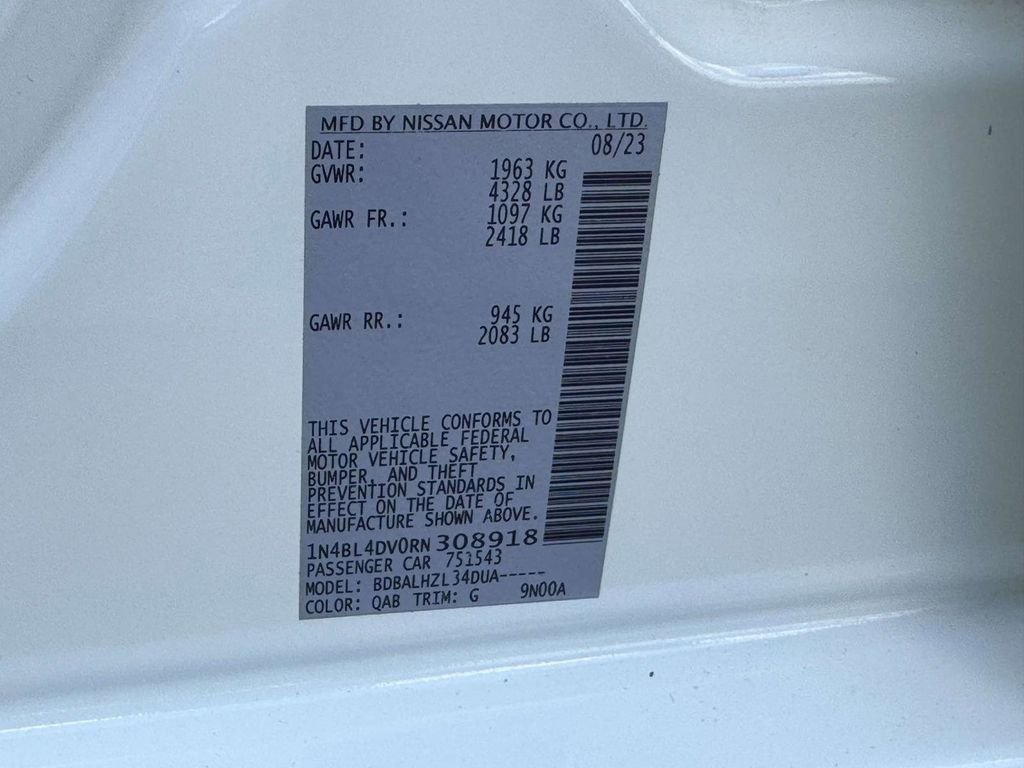 MFD BY NISSAN MOTOR CO., LTD.
DATE: 08/23
GVWR: 1963 KG
4328 LB
GAWR FR.: 1097 KG
2418 LB
GAWR RR.: 945 KG
2083 LB
THIS VEHICLE CONFORMS TO
ALL APPLICABLE FEDERAL
MOTOR VEHICLE SAFETY,
BUMPER, AND THEFT
PREVENTION STANDARDS IN
EFFECT ON THE DATE OF
MANUFACTURE SHOWN ABOVE.
1N4BL4DV0RN308918
PASSENGER CAR 751543
MODEL: BDBALHZL34DUA-----
COLOR: QAB TRIM: G 9N00A